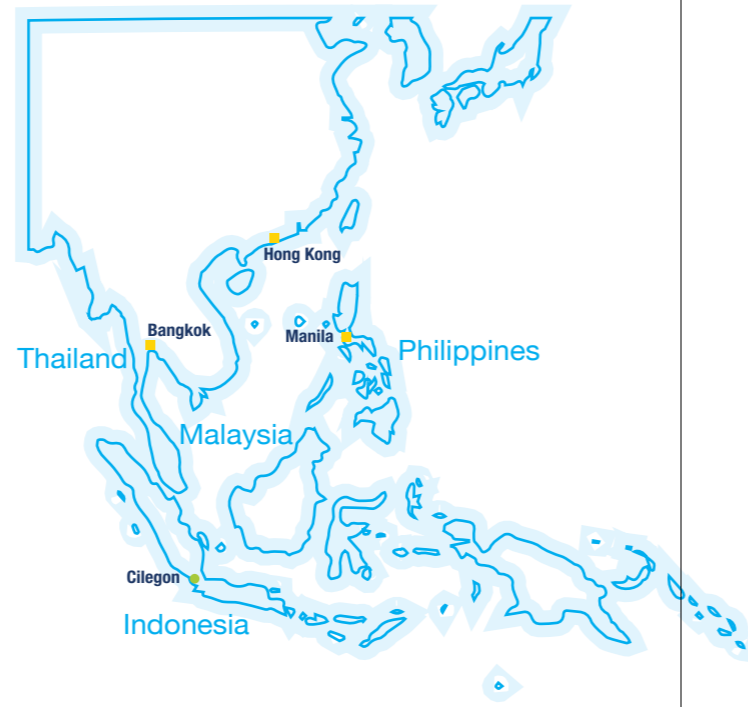 Hong Kong
Bangkok
Manila
Thailand
Philippines
Malaysia
Cilegon
Indonesia